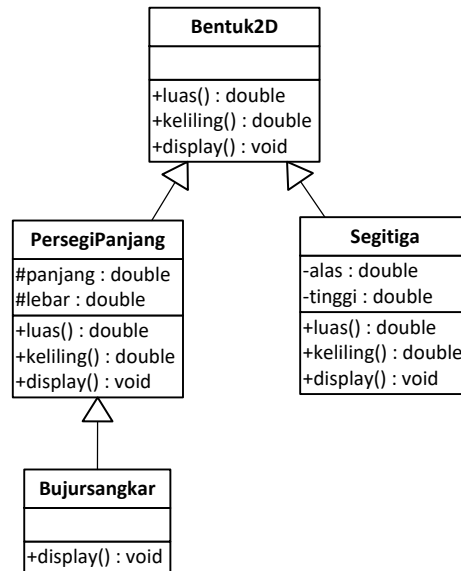 Bentuk2D
+luas() : double
+keliling() : double
+display() : void
PersegiPanjang
#panjang : double
#lebar : double
+luas() : double
+keliling() : double
+display() : void
Segitiga
-alas : double
-tinggi : double
+luas() : double
+keliling() : double
+display() : void
Bujursangkar
+display() : void